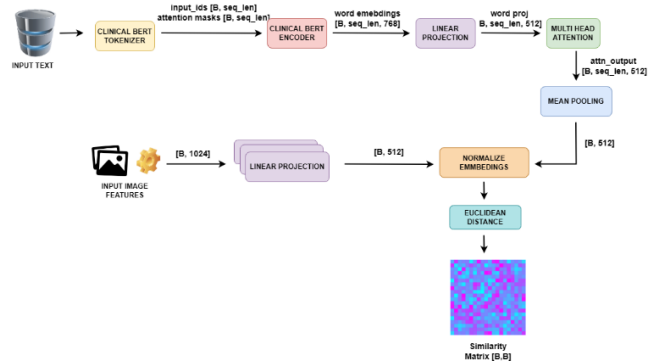 INPUT TEXT
CLINICAL BERT
TOKENIZER
input_ids [B, seq_len]
attention masks [B, seq_len]
CLINICAL BERT
ENCODER
word emebdings
[B, seq_len, 768]
LINEAR
PROJECTION
word proj
[B, seq_len, 512]
MULTI HEAD
ATTENTION
attn_output
[B, seq_len, 512]
MEAN POOLING
[B, 512]
INPUT IMAGE
FEATURES
[B, 1024]
LINEAR PROJECTION
[B, 512]
NORMALIZE
EMMBEDINGS
EUCLIDEAN
DISTANCE
Similarity
Matrix [B,B]